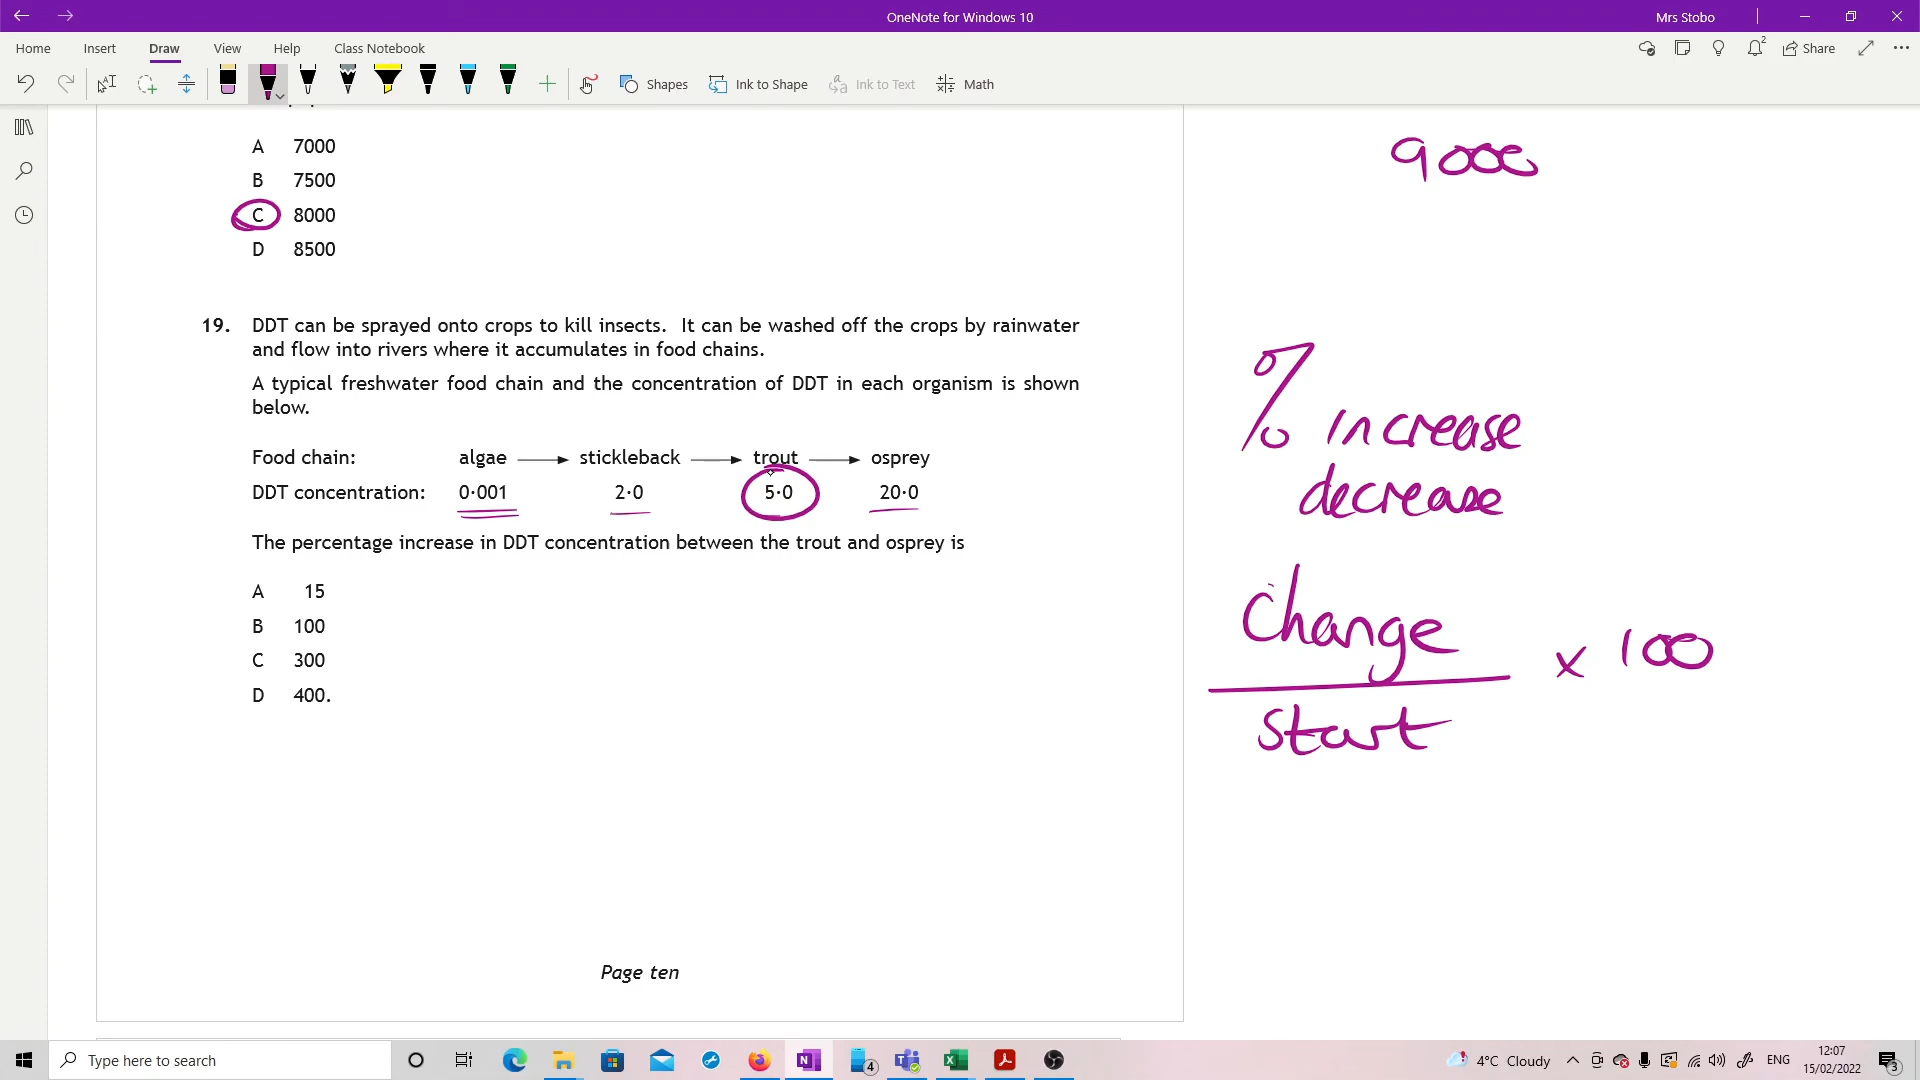 OneNote for Windows 10
Mrs Stobo
Home Insert Draw View Help Class Notebook
2
Share
Shapes
Ink to Shape
Ink to Text
Math
A 7000
B 7500
C 8000
D 8500
9000
19. DDT can be sprayed onto crops to kill insects. It can be washed off the crops by rainwater
and flow into rivers where it accumulates in food chains.
A typical freshwater food chain and the concentration of DDT in each organism is shown
below.
Food chain: algae → stickleback → trout → osprey
DDT concentration: 0·001 2·0 5·0 20·0
The percentage increase in DDT concentration between the trout and osprey is
A 15
B 100
C 300
D 400.
% increase
decrease
Change
x 100
Start
Page ten
Type here to search
4
4°C Cloudy
ENG
12:07
15/02/2022
3